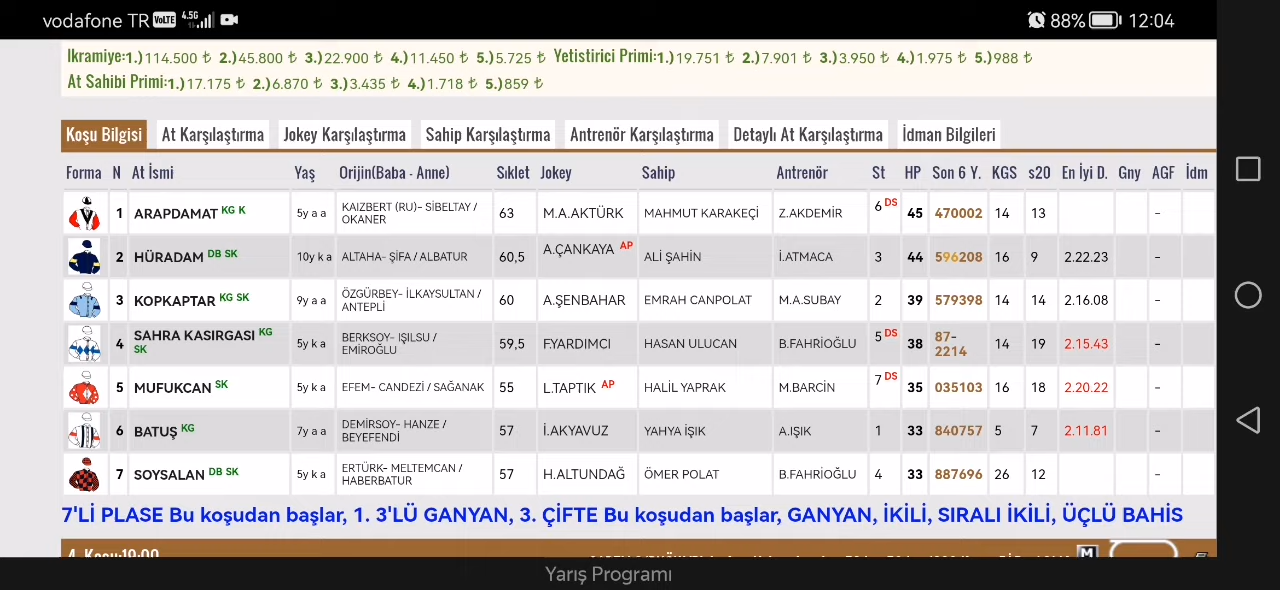 vodafone TR VoLTE 4.5G 88% 12:04
Ikramiye:1.)114.500 ₺ 2.)45.800 ₺ 3.)22.900 ₺ 4.)11.450 ₺ 5.)5.725 ₺ Yetistirici Primi:1.)19.751 ₺ 2.)7.901 ₺ 3.)3.950 ₺ 4.)1.975 ₺ 5.)988 ₺
At Sahibi Primi:1.)17.175 ₺ 2.)6.870 ₺ 3.)3.435 ₺ 4.)1.718 ₺ 5.)859 ₺
Koşu Bilgisi At Karşılaştırma Jokey Karşılaştırma Sahip Karşılaştırma Antrenör Karşılaştırma Detaylı At Karşılaştırma İdman Bilgileri
Forma N At İsmi Yaş Orijin(Baba - Anne) Sıklet Jokey Sahip Antrenör St HP Son 6 Y. KGS s20 En İyi D. Gny AGF İdm
1 ARAPDAMAT KG K 5y a a KAIZBERT (RU)- SİBELTAY / OKANER 63 M.A.AKTÜRK MAHMUT KARAKEÇİ Z.AKDEMİR 6 DS 45 470002 14 13 -
2 HÜRADAM DB SK 10y k a ALTAHA- ŞİFA / ALBATUR 60,5 A.ÇANKAYA AP ALİ ŞAHİN İ.ATMACA 3 44 596208 16 9 2.22.23 -
3 KOPKAPTAR KG SK 9y a a ÖZGÜRBEY- İLKAYSULTAN / ANTEPLİ 60 A.ŞENBAHAR EMRAH CANPOLAT M.A.SUBAY 2 39 579398 14 14 2.16.08 -
4 SAHRA KASIRGASI KG SK 5y k a BERKSOY- IŞILSU / EMİROĞLU 59,5 F.YARDIMCI HASAN ULUCAN B.FAHRİOĞLU 5 DS 38 87-2214 14 19 2.15.43 -
5 MUFUKCAN SK 5y k a EFEM- CANDEZİ / SAĞANAK 55 L.TAPTIK AP HALİL YAPRAK M.BARCİN 7 DS 35 035103 16 18 2.20.22 -
6 BATUŞ KG 7y a a DEMİRSOY- HANZE / BEYEFENDİ 57 İ.AKYAVUZ YAHYA IŞIK A.IŞIK 1 33 840757 5 7 2.11.81 -
7 SOYSALAN DB SK 5y k a ERTÜRK- MELTEMCAN / HABERBATUR 57 H.ALTUNDAĞ ÖMER POLAT B.FAHRİOĞLU 4 33 887696 26 12 -
7'Lİ PLASE Bu koşudan başlar, 1. 3'LÜ GANYAN, 3. ÇİFTE Bu koşudan başlar, GANYAN, İKİLİ, SIRALI İKİLİ, ÜÇLÜ BAHİS
4. Koşu:19:00 M
Yarış Programı